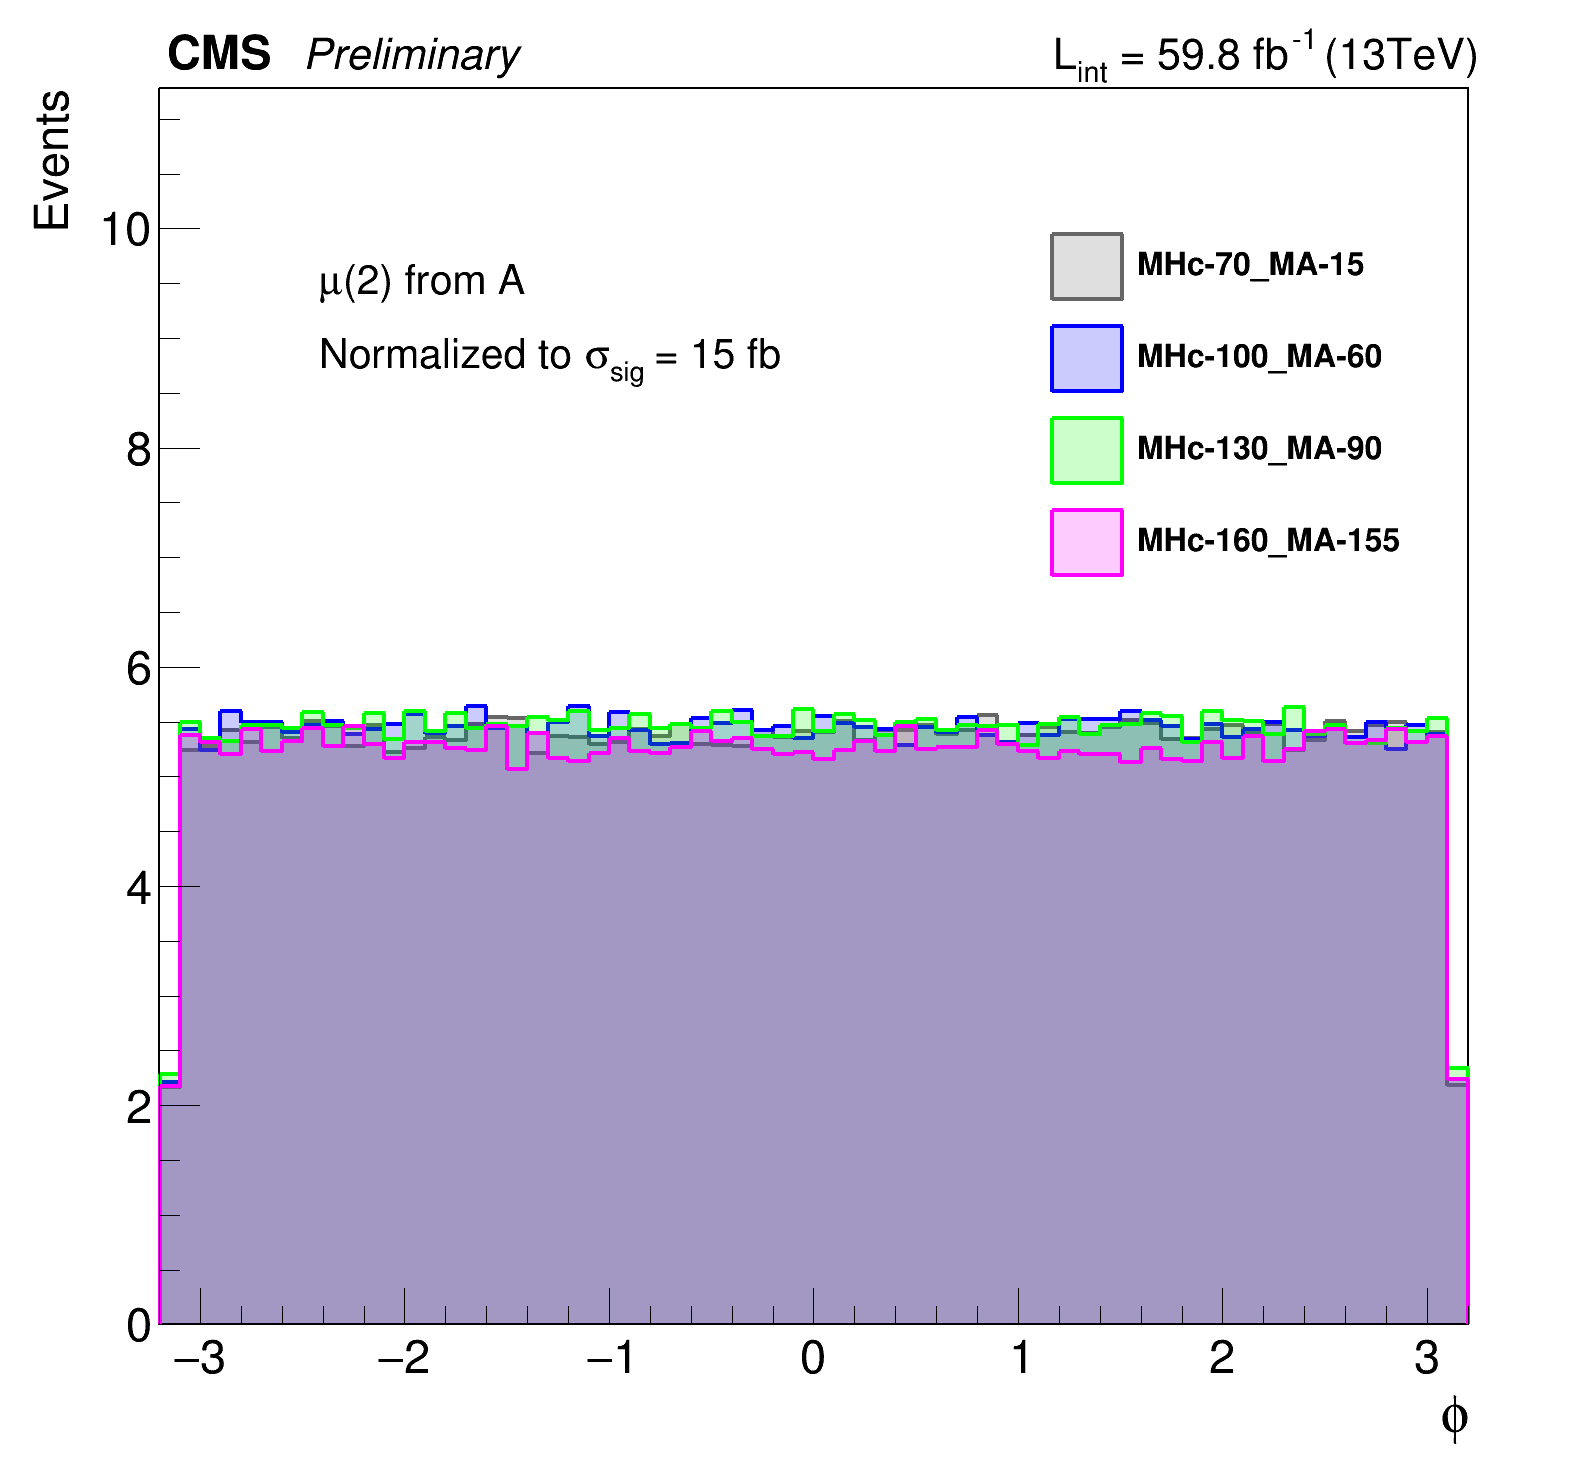 CMS Preliminary
L_int = 59.8 fb^-1 (13TeV)
Events
μ(2) from A
Normalized to σ_sig = 15 fb
MHc-70_MA-15
MHc-100_MA-60
MHc-130_MA-90
MHc-160_MA-155
10
8
6
4
2
0
−3 −2 −1 0 1 2 3
ϕ